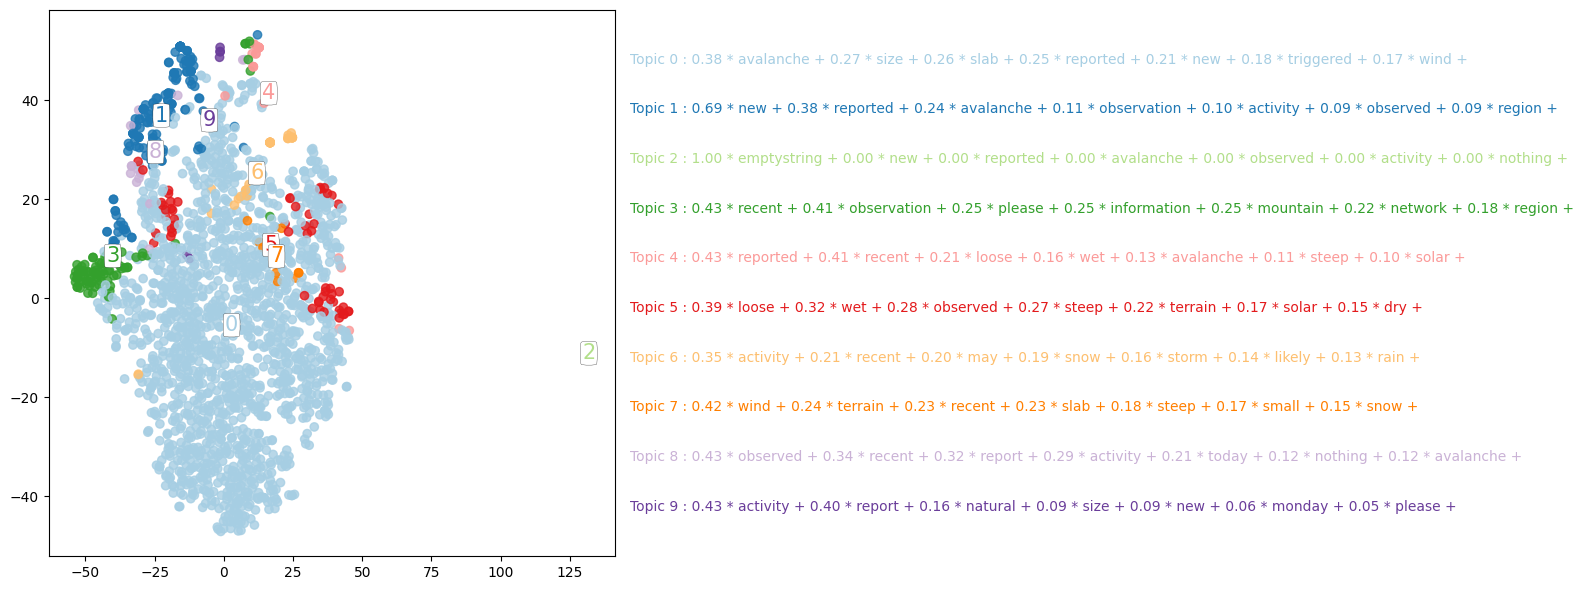 Topic 0 : 0.38 * avalanche + 0.27 * size + 0.26 * slab + 0.25 * reported + 0.21 * new + 0.18 * triggered + 0.17 * wind +
Topic 1 : 0.69 * new + 0.38 * reported + 0.24 * avalanche + 0.11 * observation + 0.10 * activity + 0.09 * observed + 0.09 * region +
Topic 2 : 1.00 * emptystring + 0.00 * new + 0.00 * reported + 0.00 * avalanche + 0.00 * observed + 0.00 * activity + 0.00 * nothing +
Topic 3 : 0.43 * recent + 0.41 * observation + 0.25 * please + 0.25 * information + 0.25 * mountain + 0.22 * network + 0.18 * region +
Topic 4 : 0.43 * reported + 0.41 * recent + 0.21 * loose + 0.16 * wet + 0.13 * avalanche + 0.11 * steep + 0.10 * solar +
Topic 5 : 0.39 * loose + 0.32 * wet + 0.28 * observed + 0.27 * steep + 0.22 * terrain + 0.17 * solar + 0.15 * dry +
Topic 6 : 0.35 * activity + 0.21 * recent + 0.20 * may + 0.19 * snow + 0.16 * storm + 0.14 * likely + 0.13 * rain +
Topic 7 : 0.42 * wind + 0.24 * terrain + 0.23 * recent + 0.23 * slab + 0.18 * steep + 0.17 * small + 0.15 * snow +
Topic 8 : 0.43 * observed + 0.34 * recent + 0.32 * report + 0.29 * activity + 0.21 * today + 0.12 * nothing + 0.12 * avalanche +
Topic 9 : 0.43 * activity + 0.40 * report + 0.16 * natural + 0.09 * size + 0.09 * new + 0.06 * monday + 0.05 * please +
40
20
0
−20
−40
−50
−25
0
25
50
75
100
125
4
1
9
8
6
5
7
3
0
2